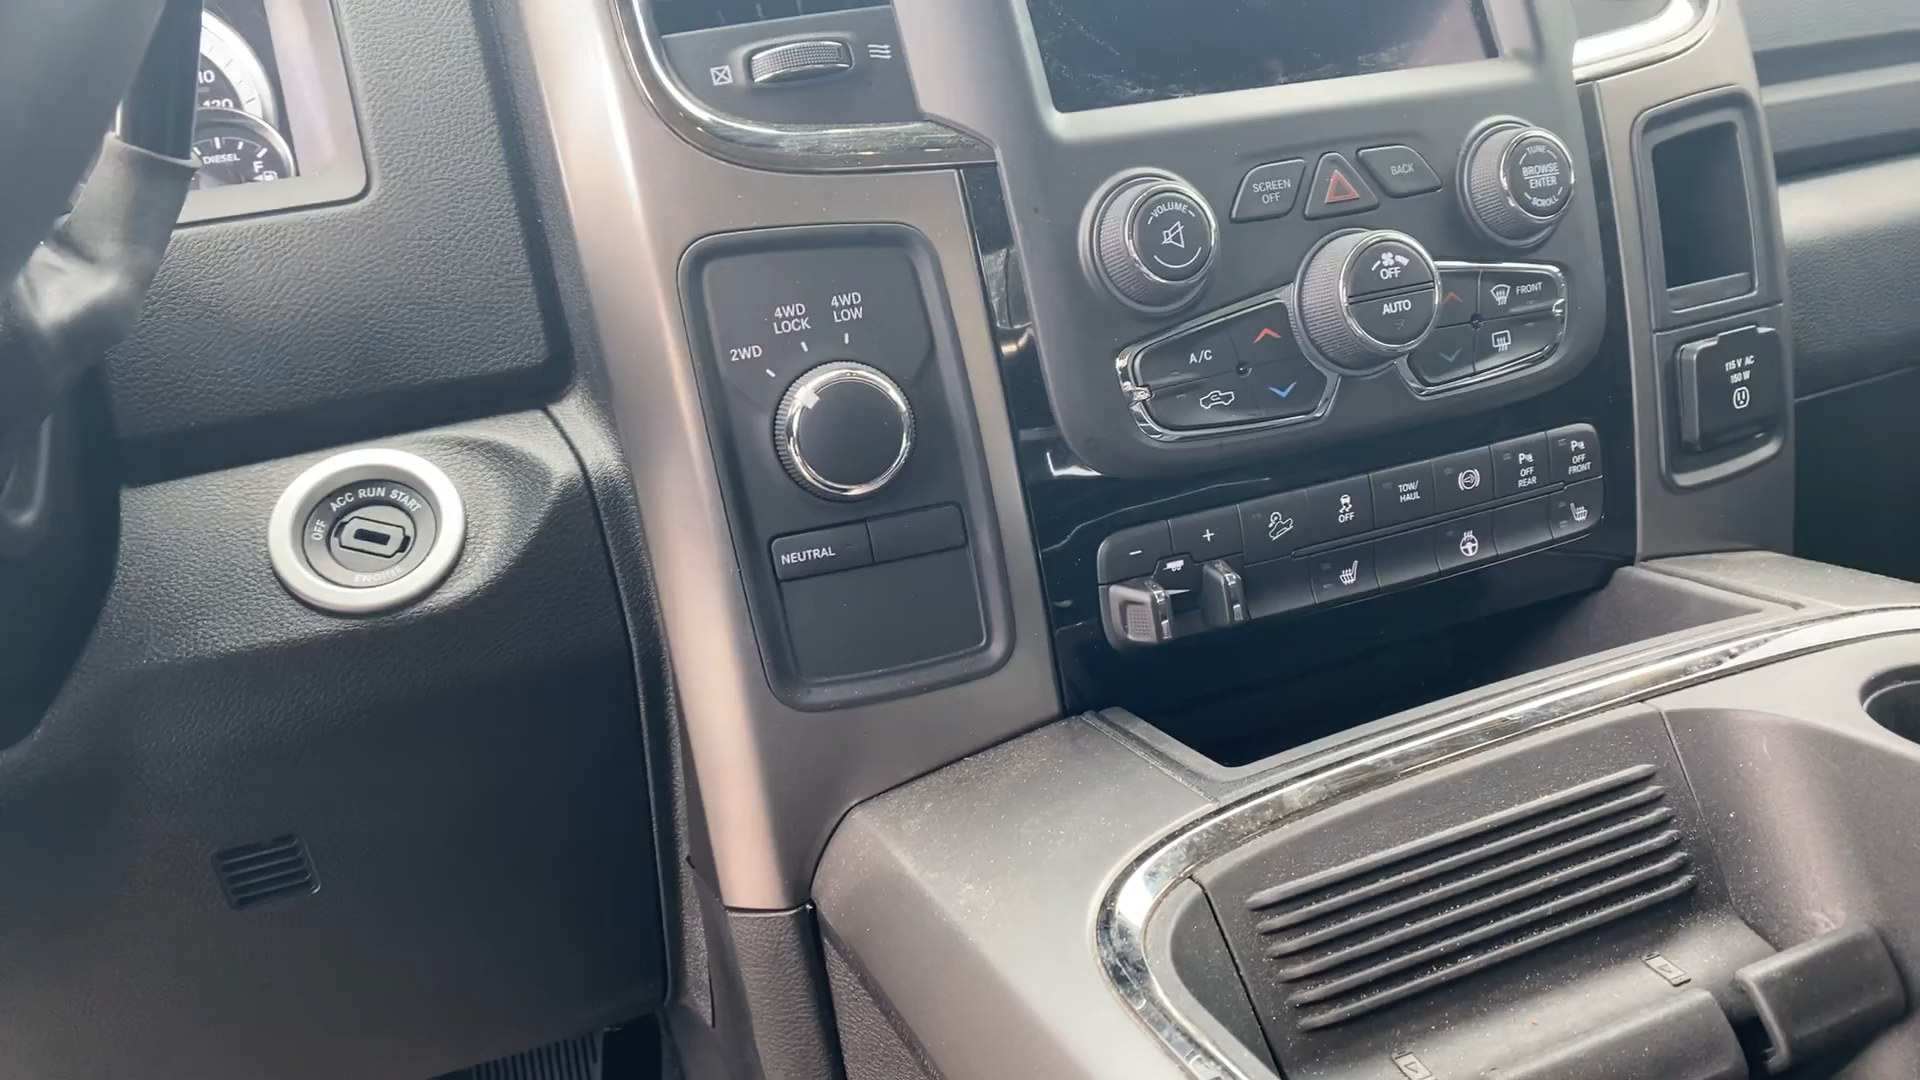 10
120
DIESEL
F
OFF ACC RUN START
ENGINE
2WD
4WD
LOCK
4WD
LOW
NEUTRAL
VOLUME
SCREEN
OFF
BACK
TUNE
BROWSE
ENTER
SCROLL
OFF
AUTO
A/C
FRONT
115 V AC
150 W
−
+
OFF
TOW/
HAUL
P
OFF
REAR
P
OFF
FRONT